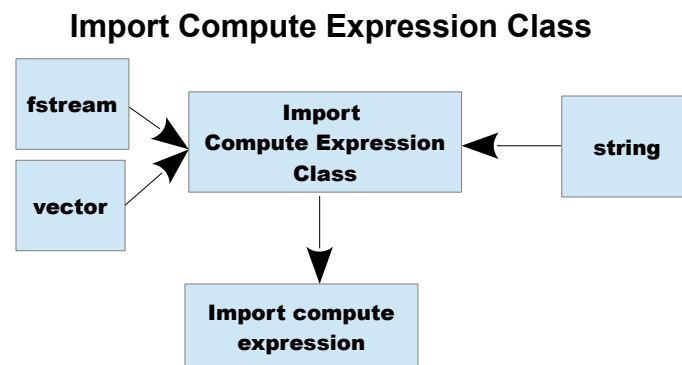 Import Compute Expression Class
fstream
Import
Compute Expression
Class
string
vector
Import compute
expression